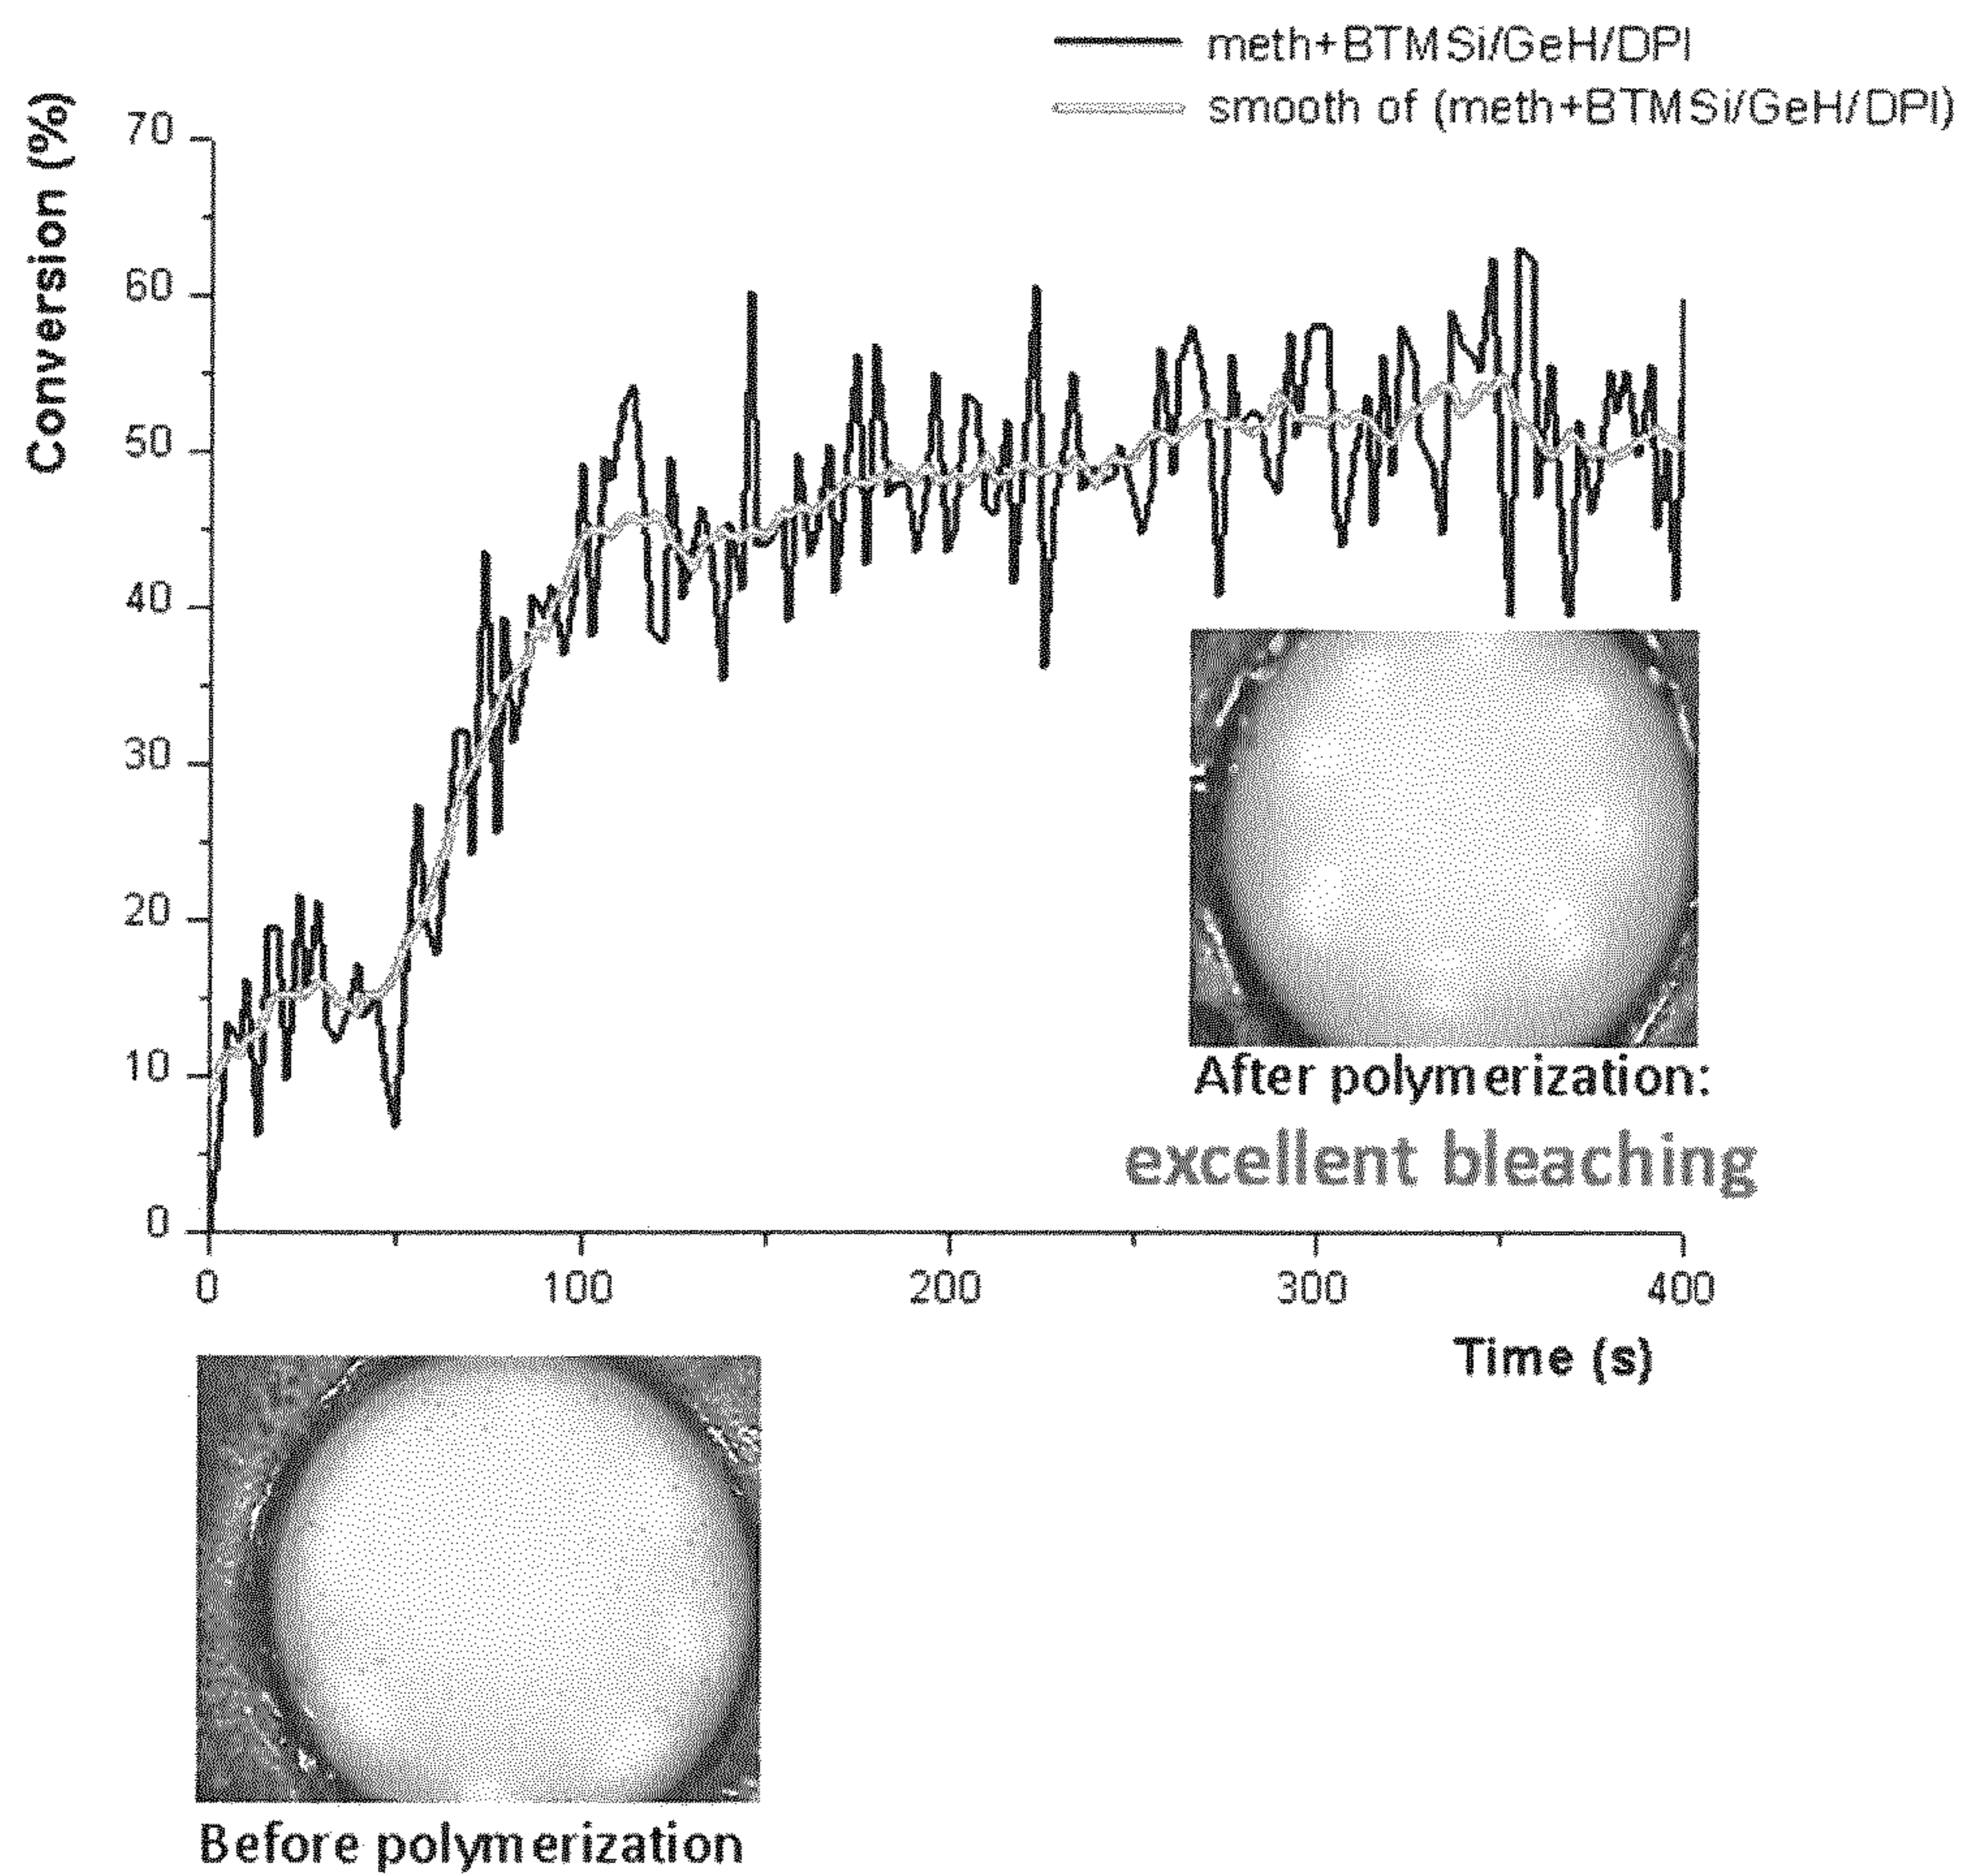 meth+BTMSi/GeH/DPI
smooth of (meth+BTMSi/GeH/DPI)
Conversion (%)
70
60
50
40
30
20
10
0
0 100 200 300 400
Time (s)
After polymerization:
excellent bleaching
Before polymerization